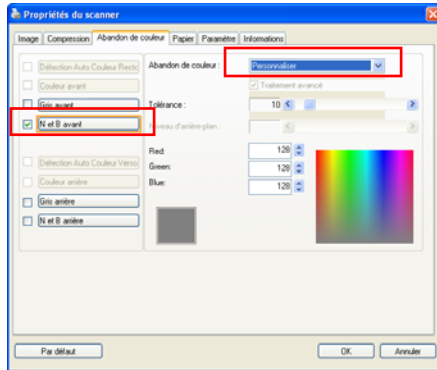 Propriétés du scanner
Image Compression Abandon de couleur Papier Paramètre Informations
Détection Auto Couleur Recto
Couleur avant
Gris avant
N et B avant
Détection Auto Couleur Verso
Couleur arrière
Gris arrière
N et B arrière
Abandon de couleur : Personnaliser
Traitement avancé
Tolérance : 10
Niveau d'arrière-plan :
Red: 128
Green: 128
Blue: 128
Par défaut OK Annuler